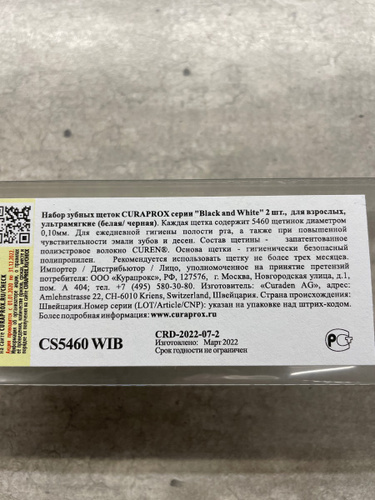 Набор зубных щеток CURAPROX серии "Black and White" 2 шт., для взрослых,
ультрамягкие (белая/ черная). Каждая щетка содержит 5460 щетинок диаметром
0,10мм. Для ежедневной гигиены полости рта, а также при повышенной
чувствительности эмали зубов и десен. Состав щетины - запатентованное
полиэстровое волокно CUREN®. Основа щетки - гигиенически безопасный
полипропилен. Рекомендуется использовать щетку не более трех месяцев.
Импортер / Дистрибьютор / Лицо, уполномоченное на принятие претензий
потребителя: ООО «Курапрокс», РФ, 127576, г. Москва, Новгородская улица, д.1,
пом. А 404; тел. +7 (495) 580-30-80. Изготовитель: «Curaden AG», адрес:
Amlehnstrasse 22, CH-6010 Kriens, Switzerland, Швейцария. Страна происхождения:
Швейцария.Номер серии (LOT/Article/CNP): указан на упаковке над штрих-кодом.
Более подробная информация: www.curaprox.ru
CRD-2022-07-2
CS5460 WIB
Изготовлено: Март 2022
Срок годности не ограничен